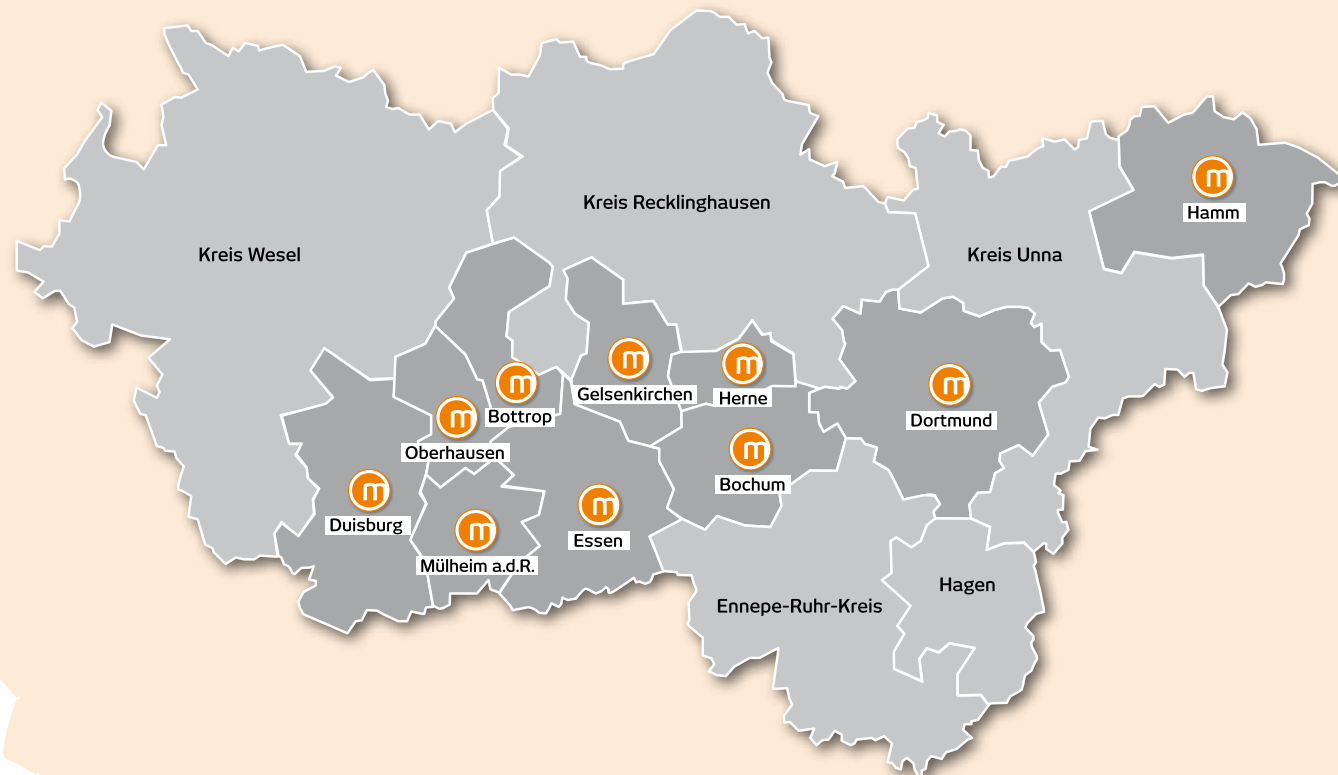 Kreis Recklinghausen
m
Hamm
Kreis Wesel
Kreis Unna
m
Gelsenkirchen
m
Herne
m
Bottrop
m
Dortmund
m
Oberhausen
m
Bochum
m
Duisburg
m
Essen
m
Mülheim a.d.R.
Hagen
Ennepe-Ruhr-Kreis